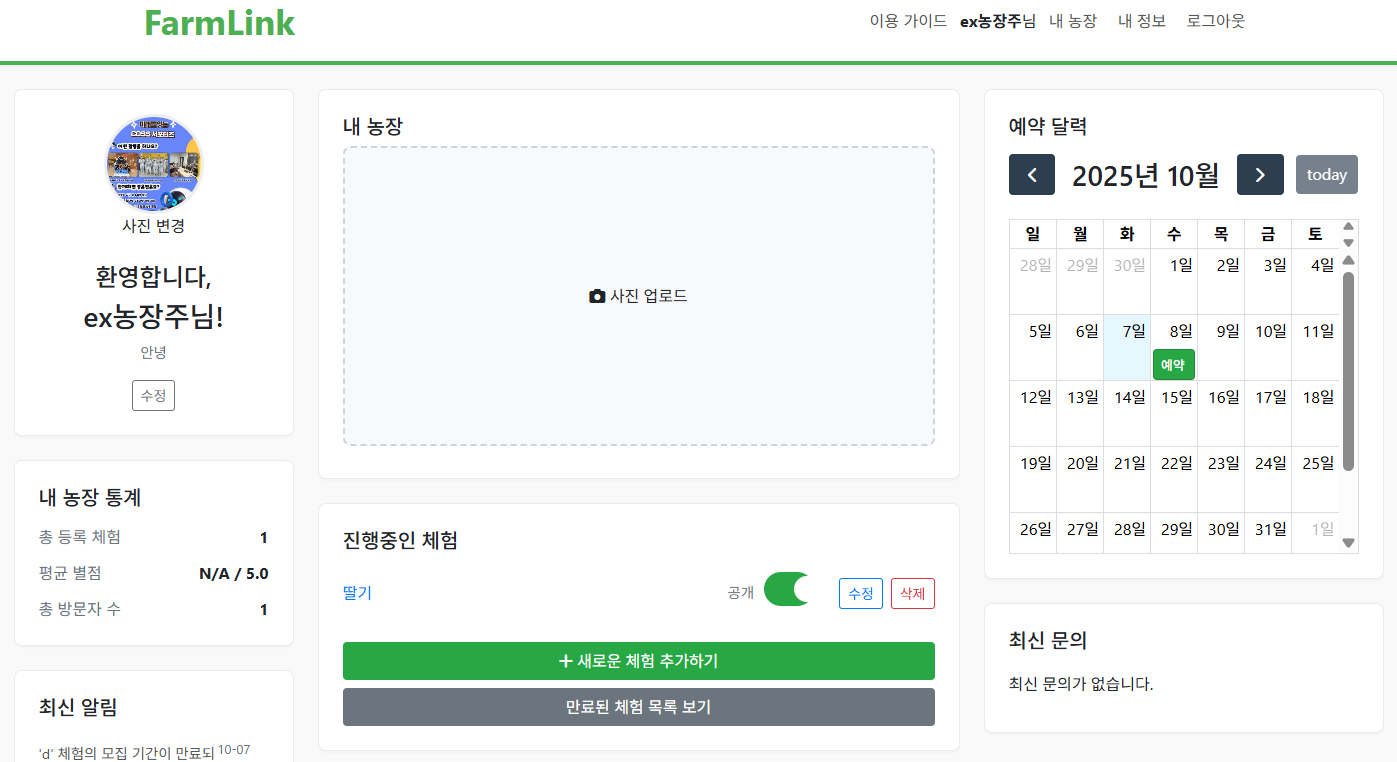 FarmLink
이용 가이드 ex농장주님 내 농장 내 정보 로그아웃
사진 변경
환영합니다,
ex농장주님!
안녕
수정
내 농장 통계
총 등록 체험 1
평균 별점 N/A / 5.0
총 방문자 수 1
최신 알림
'd' 체험의 모집 기간이 만료되 10-07
내 농장
사진 업로드
진행중인 체험
딸기 공개 수정 삭제
새로운 체험 추가하기
만료된 체험 목록 보기
예약 달력
2025년 10월 today
일 월 화 수 목 금 토
28일 29일 30일 1일 2일 3일 4일
5일 6일 7일 8일 9일 10일 11일
예약
12일 13일 14일 15일 16일 17일 18일
19일 20일 21일 22일 23일 24일 25일
26일 27일 28일 29일 30일 31일 1일
최신 문의
최신 문의가 없습니다.